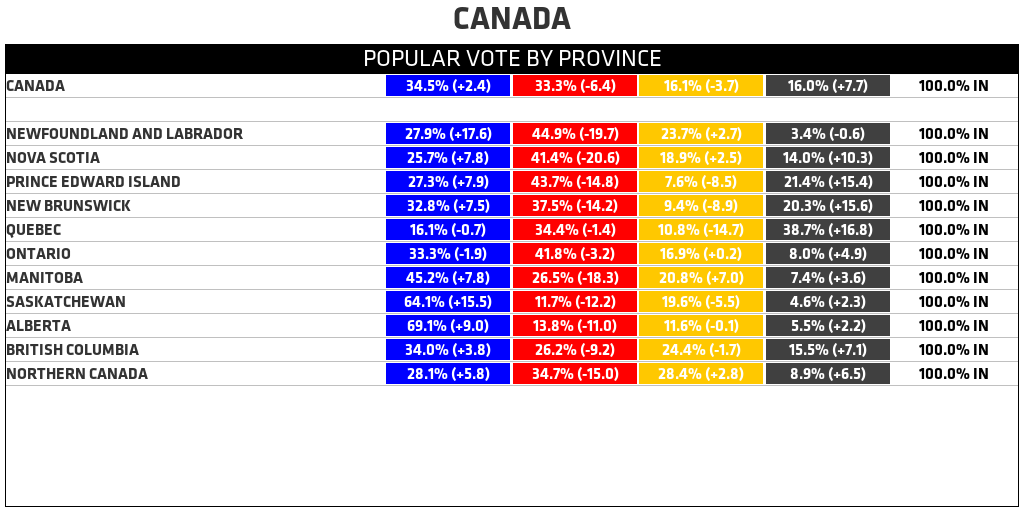 CANADA
POPULAR VOTE BY PROVINCE
CANADA 34.5% (+2.4) 33.3% (-6.4) 16.1% (-3.7) 16.0% (+7.7) 100.0% IN
NEWFOUNDLAND AND LABRADOR 27.9% (+17.6) 44.9% (-19.7) 23.7% (+2.7) 3.4% (-0.6) 100.0% IN
NOVA SCOTIA 25.7% (+7.8) 41.4% (-20.6) 18.9% (+2.5) 14.0% (+10.3) 100.0% IN
PRINCE EDWARD ISLAND 27.3% (+7.9) 43.7% (-14.8) 7.6% (-8.5) 21.4% (+15.4) 100.0% IN
NEW BRUNSWICK 32.8% (+7.5) 37.5% (-14.2) 9.4% (-8.9) 20.3% (+15.6) 100.0% IN
QUEBEC 16.1% (-0.7) 34.4% (-1.4) 10.8% (-14.7) 38.7% (+16.8) 100.0% IN
ONTARIO 33.3% (-1.9) 41.8% (-3.2) 16.9% (+0.2) 8.0% (+4.9) 100.0% IN
MANITOBA 45.2% (+7.8) 26.5% (-18.3) 20.8% (+7.0) 7.4% (+3.6) 100.0% IN
SASKATCHEWAN 64.1% (+15.5) 11.7% (-12.2) 19.6% (-5.5) 4.6% (+2.3) 100.0% IN
ALBERTA 69.1% (+9.0) 13.8% (-11.0) 11.6% (-0.1) 5.5% (+2.2) 100.0% IN
BRITISH COLUMBIA 34.0% (+3.8) 26.2% (-9.2) 24.4% (-1.7) 15.5% (+7.1) 100.0% IN
NORTHERN CANADA 28.1% (+5.8) 34.7% (-15.0) 28.4% (+2.8) 8.9% (+6.5) 100.0% IN